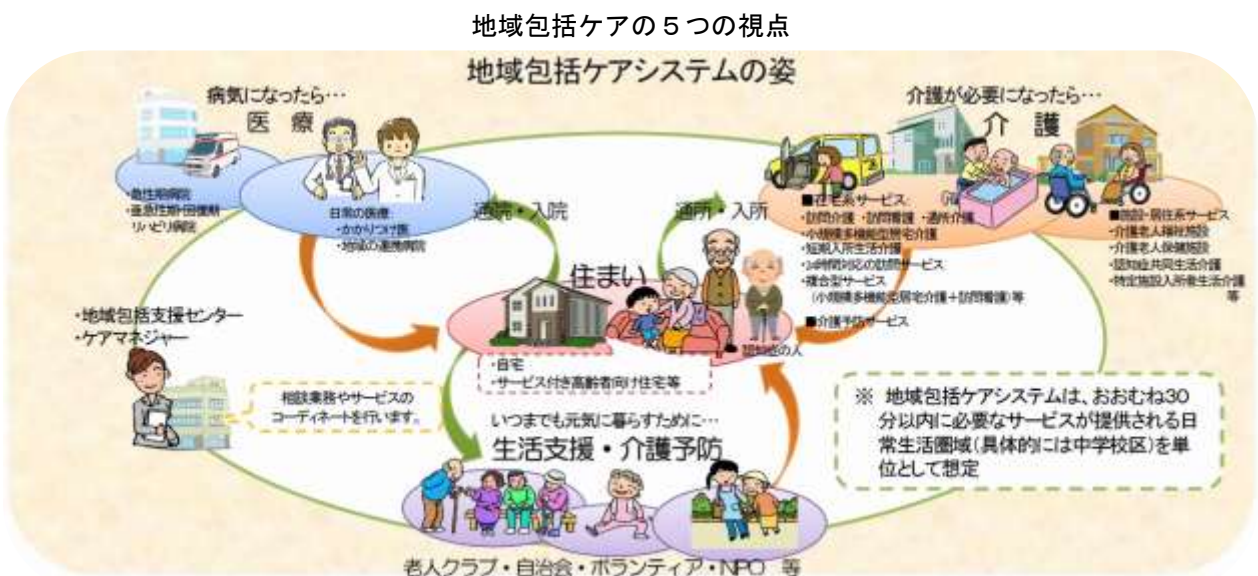 地域包括ケアの５つの視点
地域包括ケアシステムの姿
病気になったら…
医 療
・急性期病院
・亜急性期・回復期
リハビリ病院
日常の医療:
・かかりつけ医
・地域の連携病院
通院・入院
通所・入所
介護が必要になったら…
介 護
■在宅系サービス:
・訪問介護 ・訪問看護 ・通所介護
・小規模多機能型居宅介護
・短期入所生活介護
・24時間対応の訪問サービス
・複合型サービス
(小規模多機能型居宅介護＋訪問看護)等
■介護予防サービス
■施設・居住系サービス
・介護老人福祉施設
・介護老人保健施設
・認知症共同生活介護
・特定施設入所者生活介護
等
住まい
認知症の人
・自宅
・サービス付き高齢者向け住宅等
・地域包括支援センター
・ケアマネジャー
相談業務やサービスの
コーディネートを行います。
いつまでも元気に暮らすために…
生活支援・介護予防
老人クラブ・自治会・ボランティア・NPO 等
※ 地域包括ケアシステムは、おおむね30
分以内に必要なサービスが提供される日
常生活圏域(具体的には中学校区)を単
位として想定